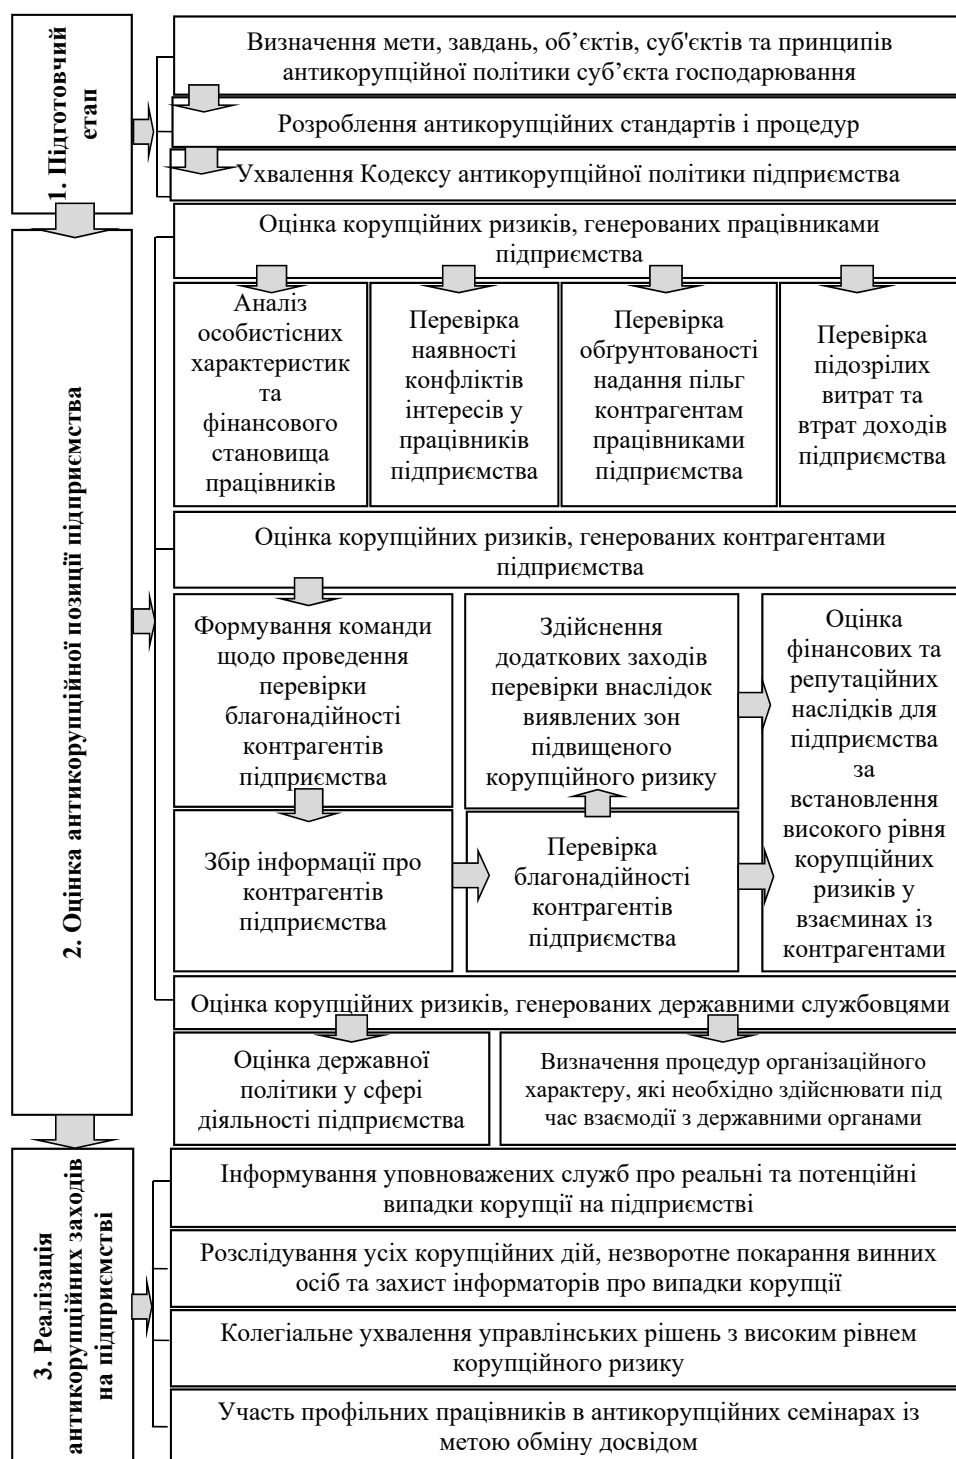 1. Підготовчий
етап
Визначення мети, завдань, об’єктів, суб'єктів та принципів
антикорупційної політики суб’єкта господарювання
Розроблення антикорупційних стандартів і процедур
Ухвалення Кодексу антикорупційної політики підприємства
2. Оцінка антикорупційної позиції підприємства
Оцінка корупційних ризиків, генерованих працівниками
підприємства
Аналіз
особистісних
характеристик
та
фінансового
становища
працівників
Перевірка
наявності
конфліктів
інтересів у
працівників
підприємства
Перевірка
обґрунтованості
надання пільг
контрагентам
працівниками
підприємства
Перевірка
підозрілих
витрат та
втрат доходів
підприємства
Оцінка корупційних ризиків, генерованих контрагентами
підприємства
Формування команди
щодо проведення
перевірки
благонадійності
контрагентів
підприємства
Здійснення
додаткових заходів
перевірки внаслідок
виявлених зон
підвищеного
корупційного ризику
Оцінка
фінансових та
репутаційних
наслідків для
підприємства
за
встановлення
високого рівня
корупційних
ризиків у
взаєминах із
контрагентами
Збір інформації про
контрагентів
підприємства
Перевірка
благонадійності
контрагентів
підприємства
Оцінка корупційних ризиків, генерованих державними службовцями
Оцінка державної
політики у сфері
діяльності підприємства
Визначення процедур організаційного
характеру, які необхідно здійснювати під
час взаємодії з державними органами
3. Реалізація
антикорупційних заходів
на підприємстві
Інформування уповноважених служб про реальні та потенційні
випадки корупції на підприємстві
Розслідування усіх корупційних дій, незворотне покарання винних
осіб та захист інформаторів про випадки корупції
Колегіальне ухвалення управлінських рішень з високим рівнем
корупційного ризику
Участь профільних працівників в антикорупційних семінарах із
метою обміну досвідом